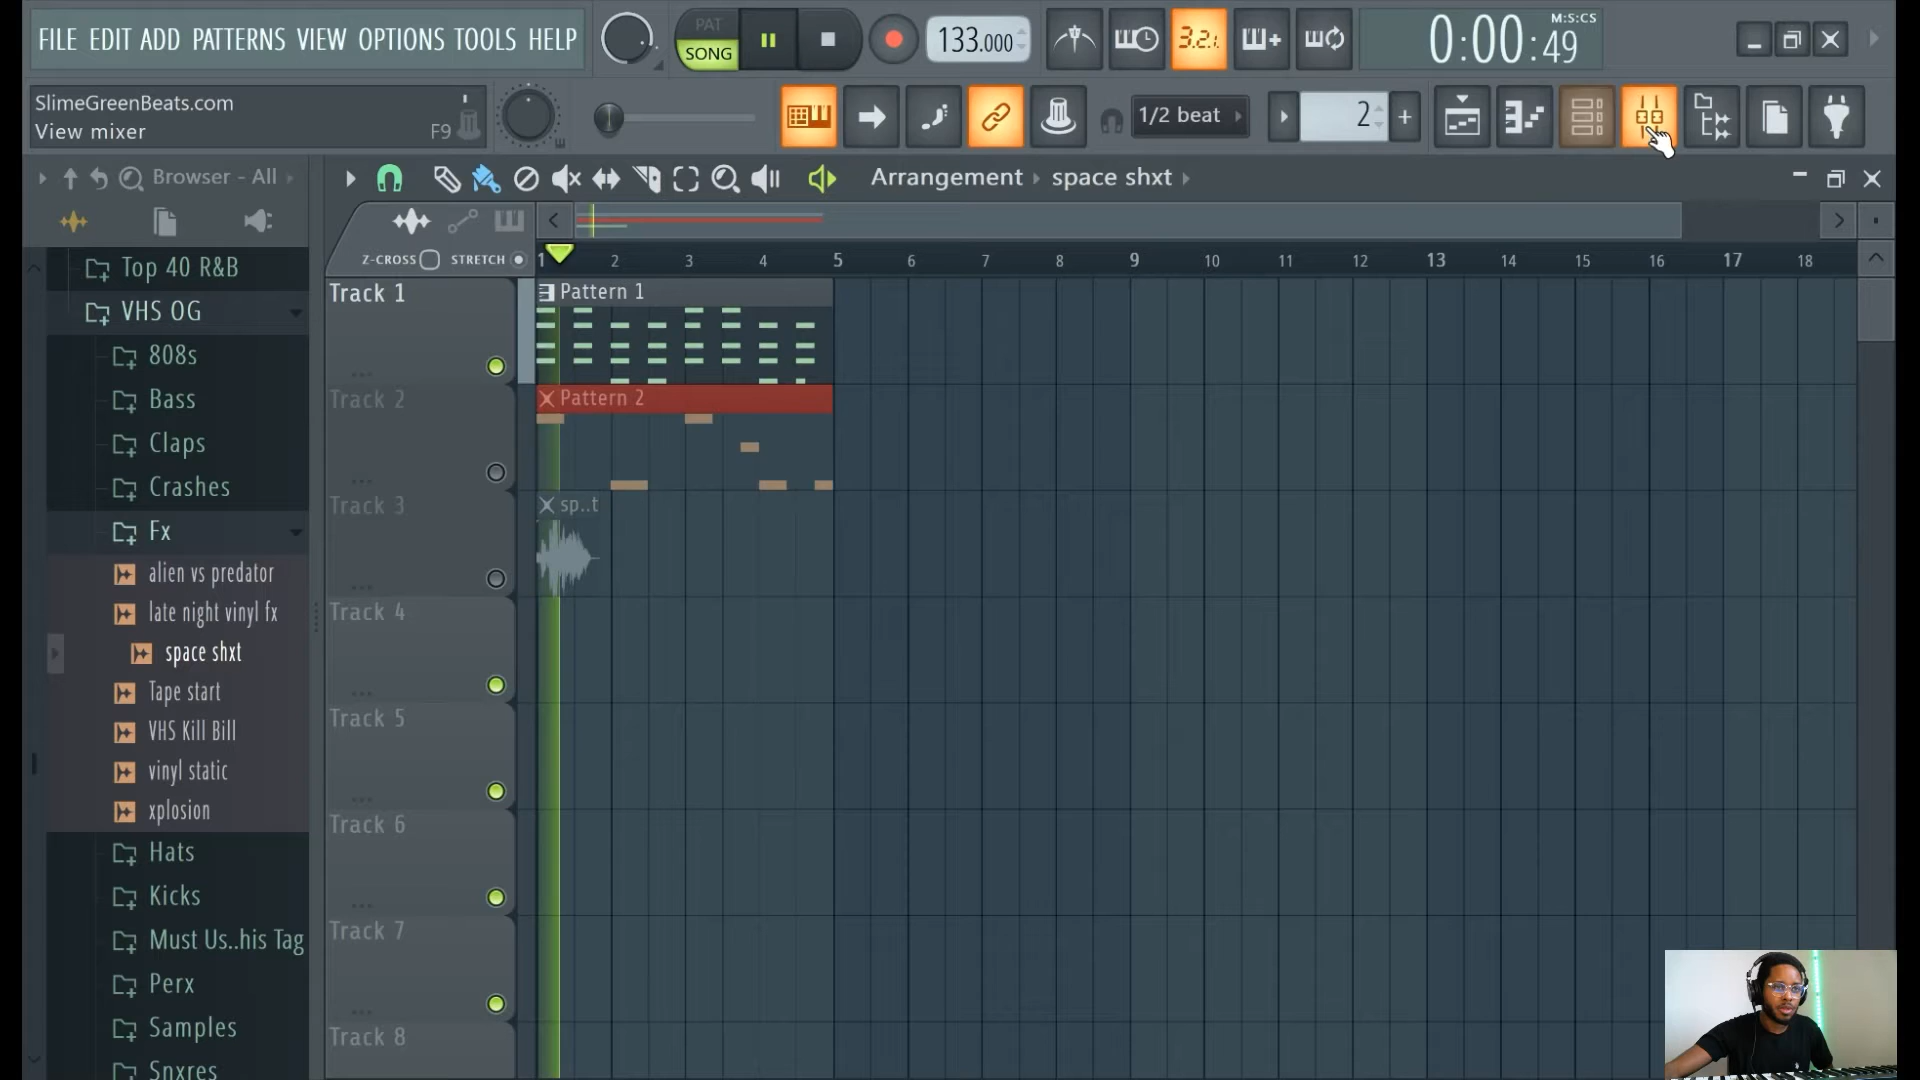 FILE EDIT ADD PATTERNS VIEW OPTIONS TOOLS HELP
PAT
SONG
133.000
3.2.1
M:S:CS
0:00:49
SlimeGreenBeats.com
View mixer
F9
1/2 beat
2
Browser - All
Arrangement
space shxt
Z-CROSS
STRETCH
1 2 3 4 5 6 7 8 9 10 11 12 13 14 15 16 17 18
Top 40 R&B
VHS OG
808s
Bass
Claps
Crashes
Fx
alien vs predator
late night vinyl fx
space shxt
Tape start
VHS Kill Bill
vinyl static
xplosion
Hats
Kicks
Must Us..his Tag
Perx
Samples
Snxres
Track 1
Pattern 1
Track 2
Pattern 2
Track 3
sp..t
Track 4
Track 5
Track 6
Track 7
Track 8